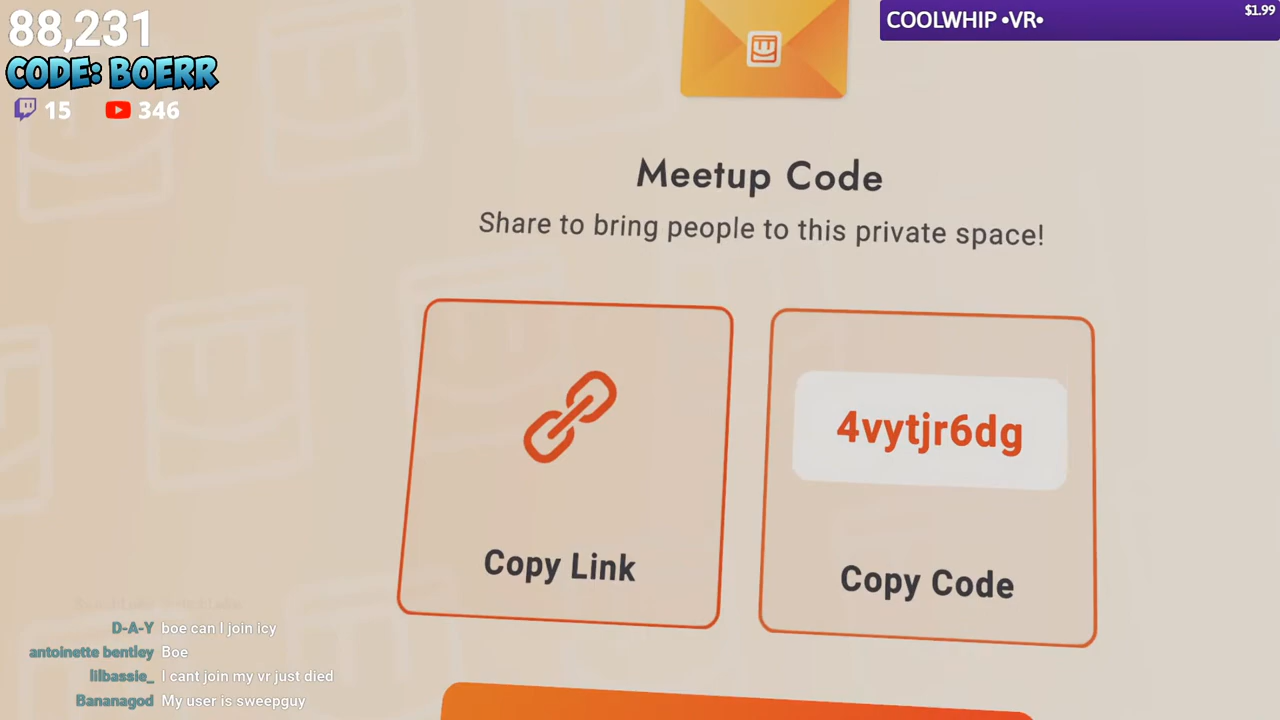 88,231
CODE: BOERR
15 346
COOLWHIP •VR•
$1.99
Meetup Code
Share to bring people to this private space!
Copy Link
4vytjr6dg
Copy Code
D-A-Y boe can I join icy
antoinette bentley Boe
lilbassie_ I cant join my vr just died
Bananagod My user is sweepguy